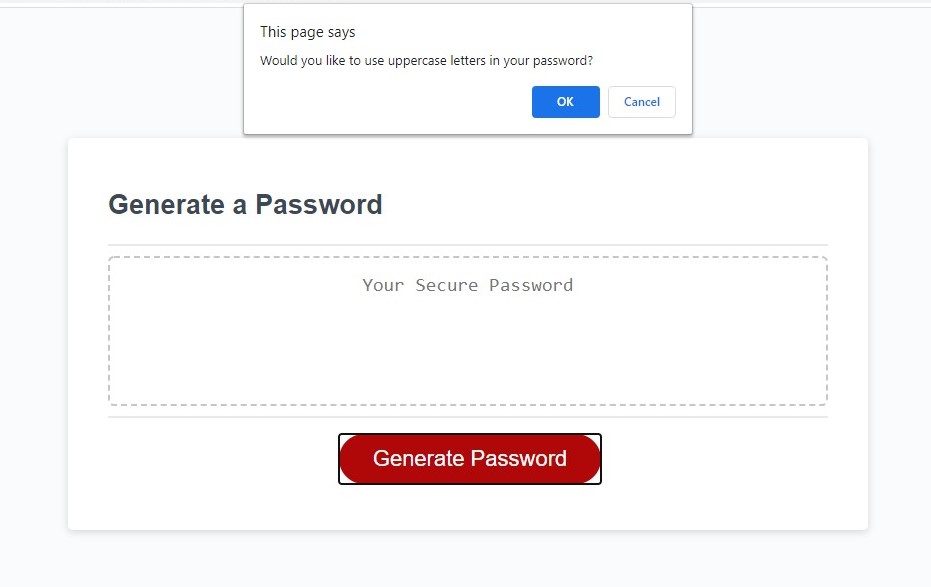 This page says
Would you like to use uppercase letters in your password?
OK
Cancel
Generate a Password
Your Secure Password
Generate Password